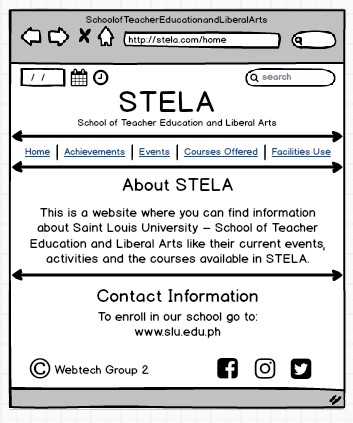 SchoolofTeacherEducationandLiberalArts
http://stela.com/home
/ /
search
STELA
School of Teacher Education and Liberal Arts
Home | Achievements | Events | Courses Offered | Facilities Use
About STELA
This is a website where you can find information
about Saint Louis University – School of Teacher
Education and Liberal Arts like their current events,
activities and the courses available in STELA.
Contact Information
To enroll in our school go to:
www.slu.edu.ph
© Webtech Group 2